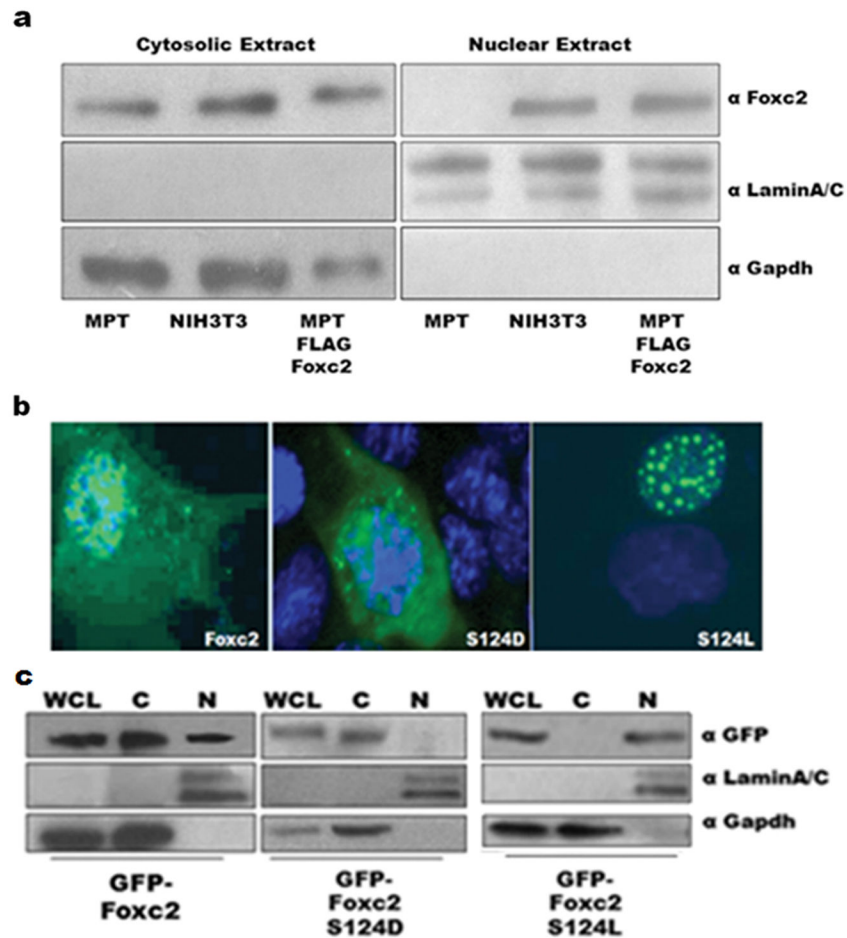 a
Cytosolic Extract Nuclear Extract
α Foxc2
α LaminA/C
α Gapdh
MPT NIH3T3 MPT MPT NIH3T3 MPT
FLAG FLAG
Foxc2 Foxc2
b
Foxc2 S124D S124L
c
WCL C N WCL C N WCL C N
α GFP
α LaminA/C
α Gapdh
GFP- GFP- GFP-
Foxc2 Foxc2 Foxc2
S124D S124L